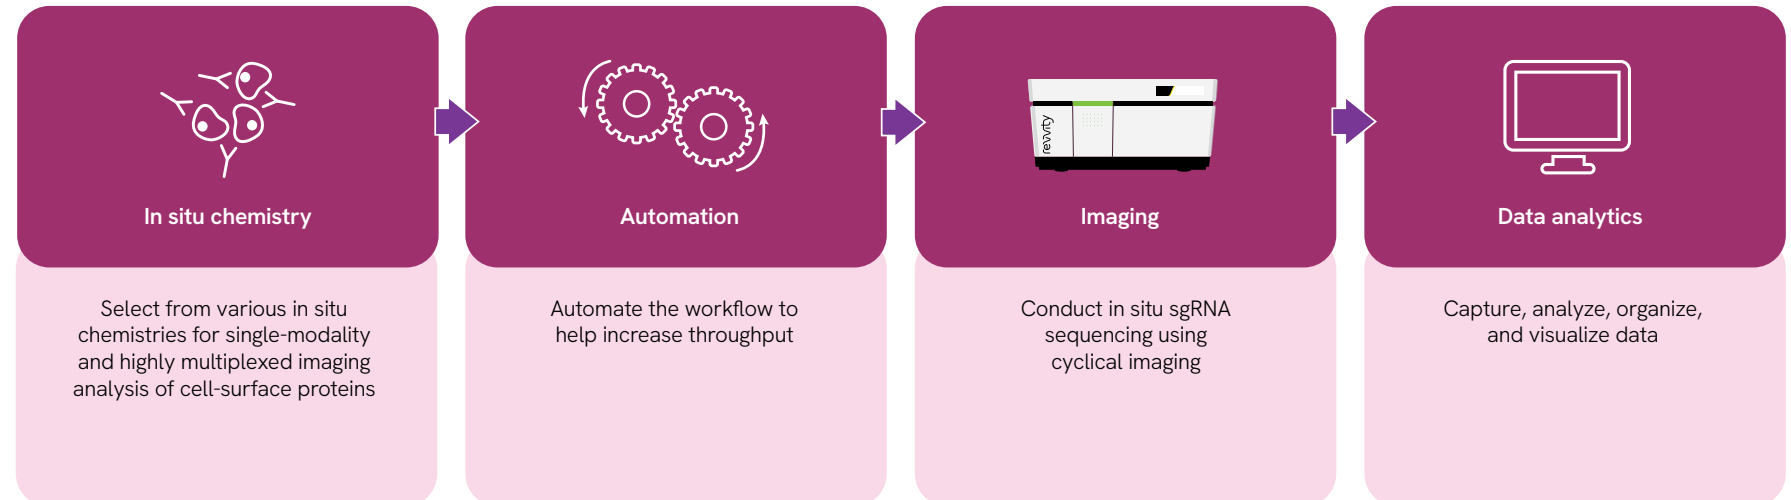 revvity
In situ chemistry
Automation
Imaging
Data analytics
Select from various in situ
chemistries for single-modality
and highly multiplexed imaging
analysis of cell-surface proteins
Automate the workflow to
help increase throughput
Conduct in situ sgRNA
sequencing using
cyclical imaging
Capture, analyze, organize,
and visualize data